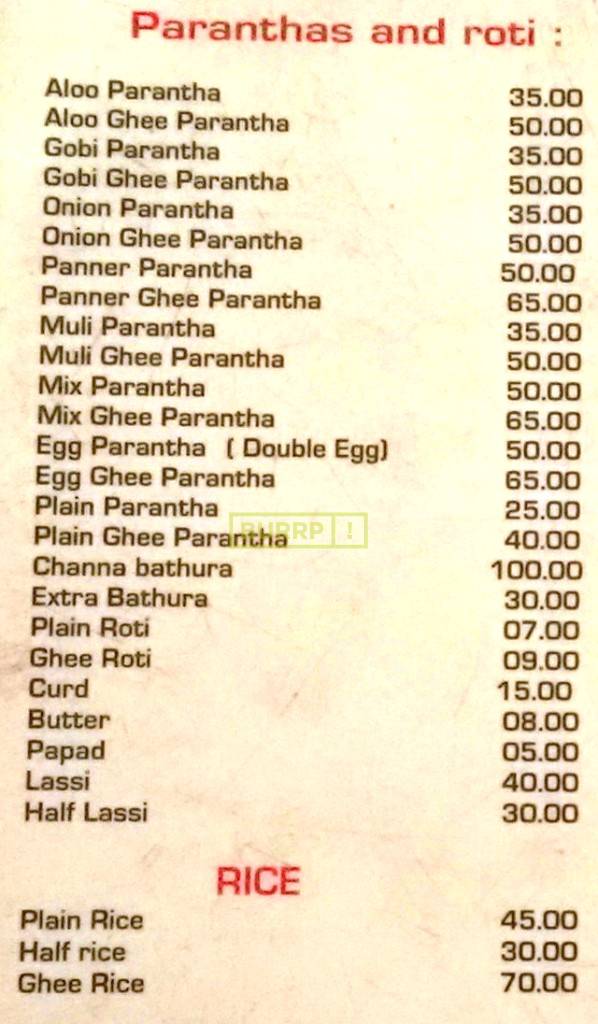 Paranthas and roti :
Aloo Parantha 35.00
Aloo Ghee Parantha 50.00
Gobi Parantha 35.00
Gobi Ghee Parantha 50.00
Onion Parantha 35.00
Onion Ghee Parantha 50.00
Panner Parantha 50.00
Panner Ghee Parantha 65.00
Muli Parantha 35.00
Muli Ghee Parantha 50.00
Mix Parantha 50.00
Mix Ghee Parantha 65.00
Egg Parantha ( Double Egg) 50.00
Egg Ghee Parantha 65.00
Plain Parantha 25.00
BURRP !
Plain Ghee Parantha 40.00
Channa bathura 100.00
Extra Bathura 30.00
Plain Roti 07.00
Ghee Roti 09.00
Curd 15.00
Butter 08.00
Papad 05.00
Lassi 40.00
Half Lassi 30.00
RICE
Plain Rice 45.00
Half rice 30.00
Ghee Rice 70.00